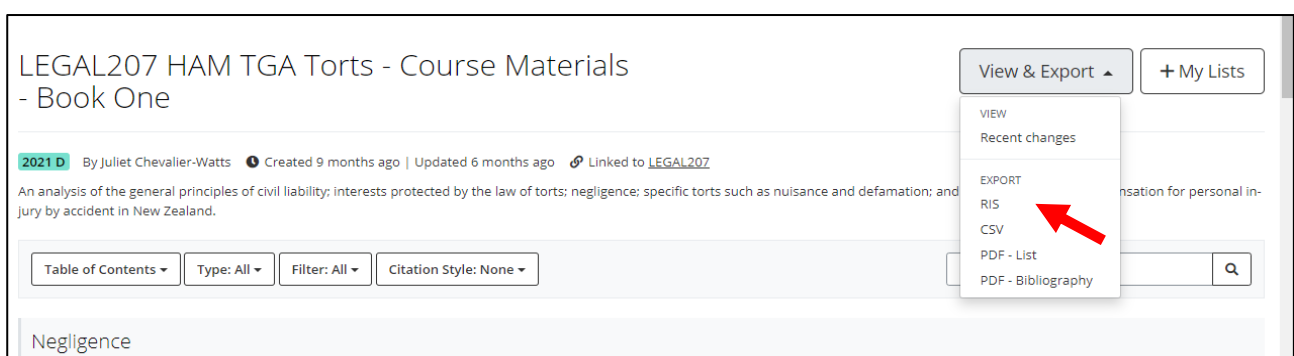 LEGAL207 HAM TGA Torts - Course Materials
- Book One
View & Export
+ My Lists
VIEW
Recent changes
EXPORT
RIS
CSV
PDF - List
PDF - Bibliography
2021 D By Juliet Chevalier-Watts Created 9 months ago | Updated 6 months ago Linked to LEGAL207
An analysis of the general principles of civil liability; interests protected by the law of torts; negligence; specific torts such as nuisance and defamation; and nsation for personal in-
jury by accident in New Zealand.
Table of Contents Type: All Filter: All Citation Style: None
Negligence